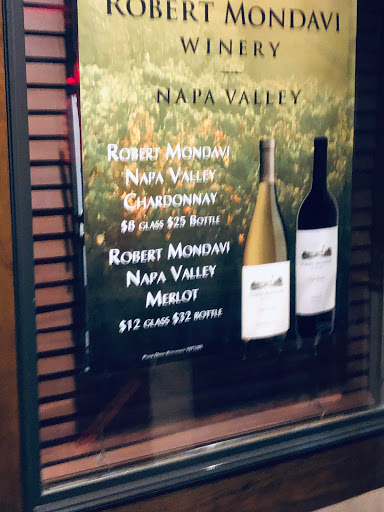 ROBERT MONDAVI
WINERY
NAPA VALLEY
ROBERT MONDAVI
NAPA VALLEY
CHARDONNAY
$8 GLASS $25 BOTTLE
ROBERT MONDAVI
NAPA VALLEY
MERLOT
$12 GLASS $32 BOTTLE